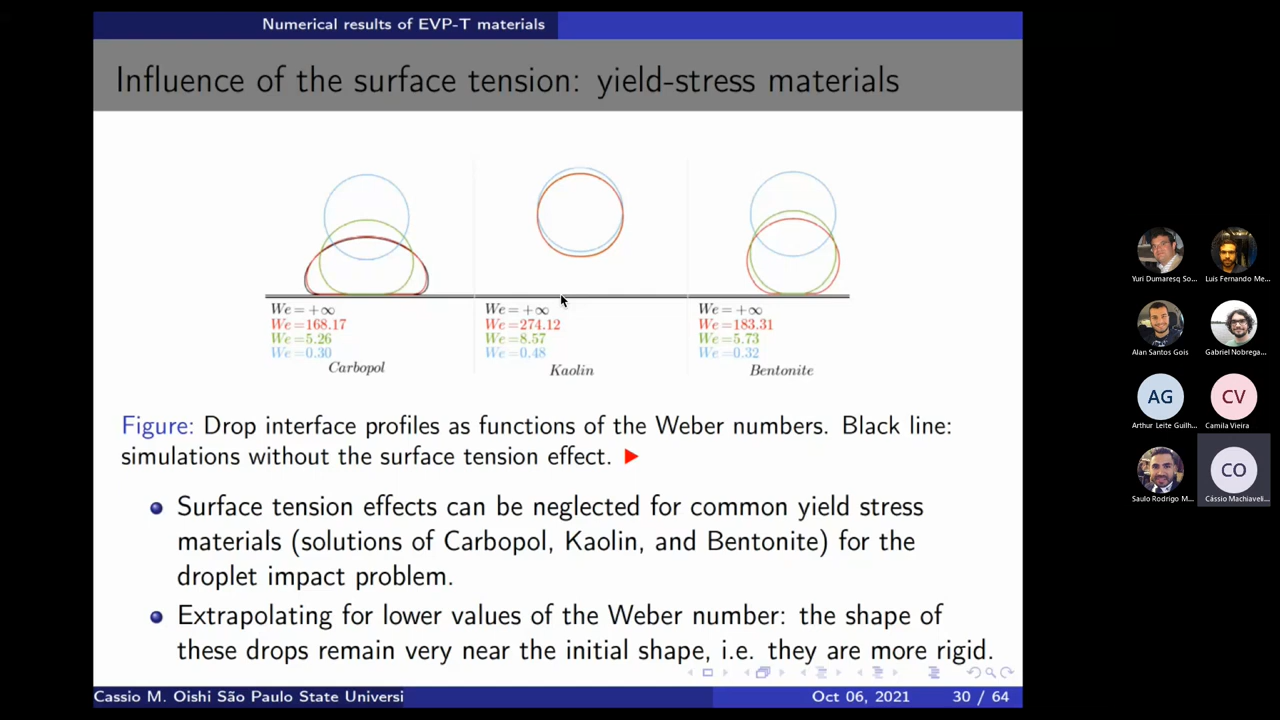 Numerical results of EVP-T materials
Influence of the surface tension: yield-stress materials
We=+∞
We=168.17
We=5.26
We=0.30
Carbopol
We=+∞
We=274.12
We=8.57
We=0.48
Kaolin
We=+∞
We=183.31
We=5.73
We=0.32
Bentonite
Figure: Drop interface profiles as functions of the Weber numbers. Black line:
simulations without the surface tension effect.
Surface tension effects can be neglected for common yield stress
materials (solutions of Carbopol, Kaolin, and Bentonite) for the
droplet impact problem.
Extrapolating for lower values of the Weber number: the shape of
these drops remain very near the initial shape, i.e. they are more rigid.
Cassio M. Oishi São Paulo State Universi
Oct 06, 2021
30 / 64
Yuri Dumaresq So...
Luis Fernando Me...
Alan Santos Gois
Gabriel Nobrega...
AG
Arthur Leite Guilh...
CV
Camila Vieira
Saulo Rodrigo M...
CO
Cássio Machiaveli...